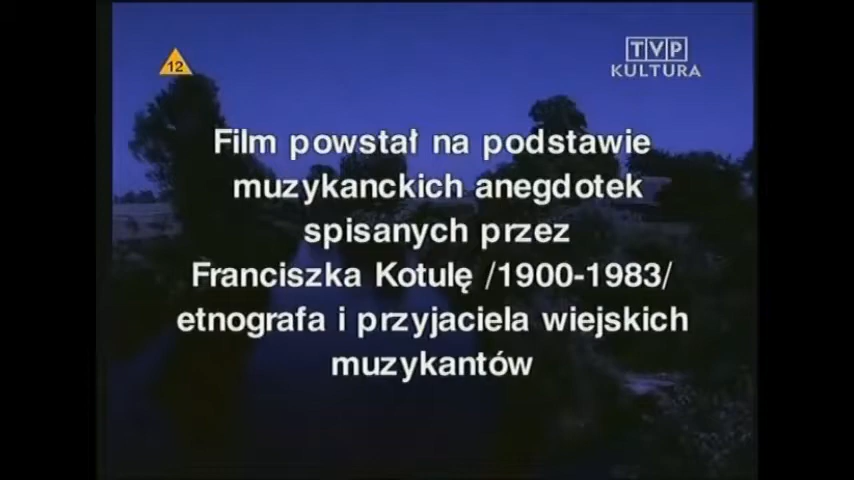 12
TVP
KULTURA
Film powstał na podstawie
muzykanckich anegdotek
spisanych przez
Franciszka Kotulę /1900-1983/
etnografa i przyjaciela wiejskich
muzykantów